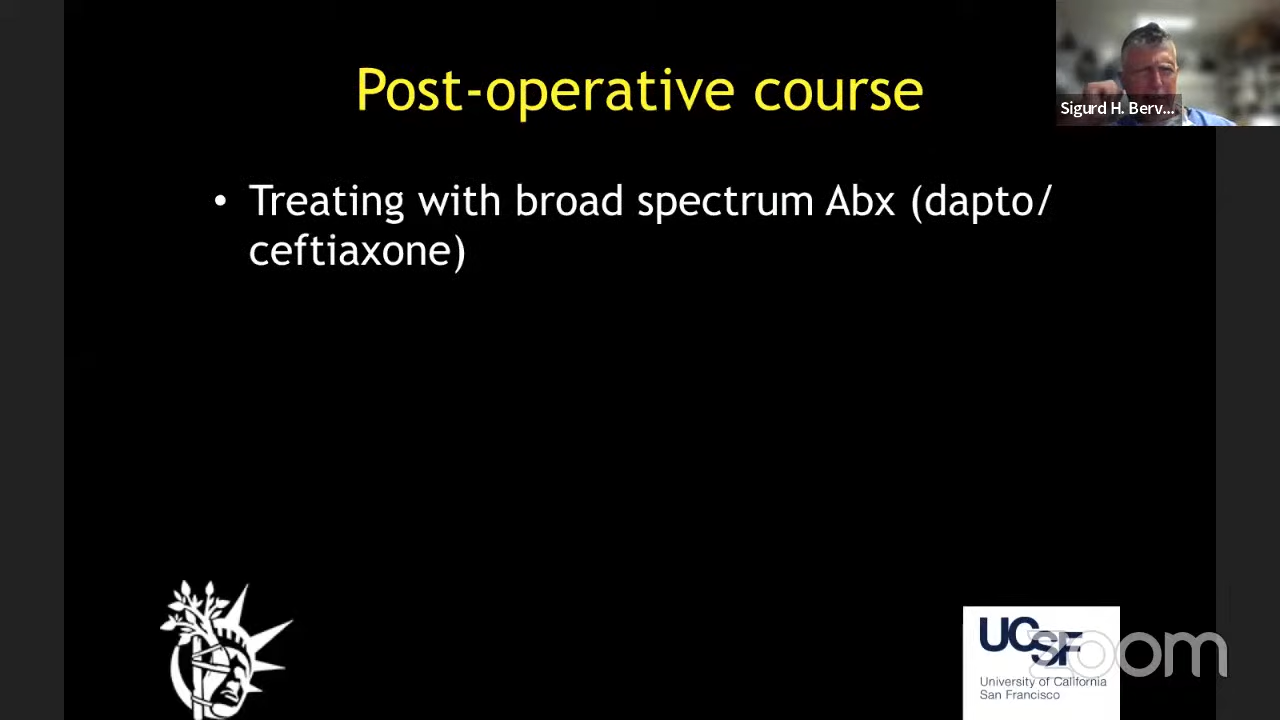 Post-operative course
Sigurd H. Berv...
• Treating with broad spectrum Abx (dapto/
ceftiaxone)
UCSF
zoom
University of California
San Francisco